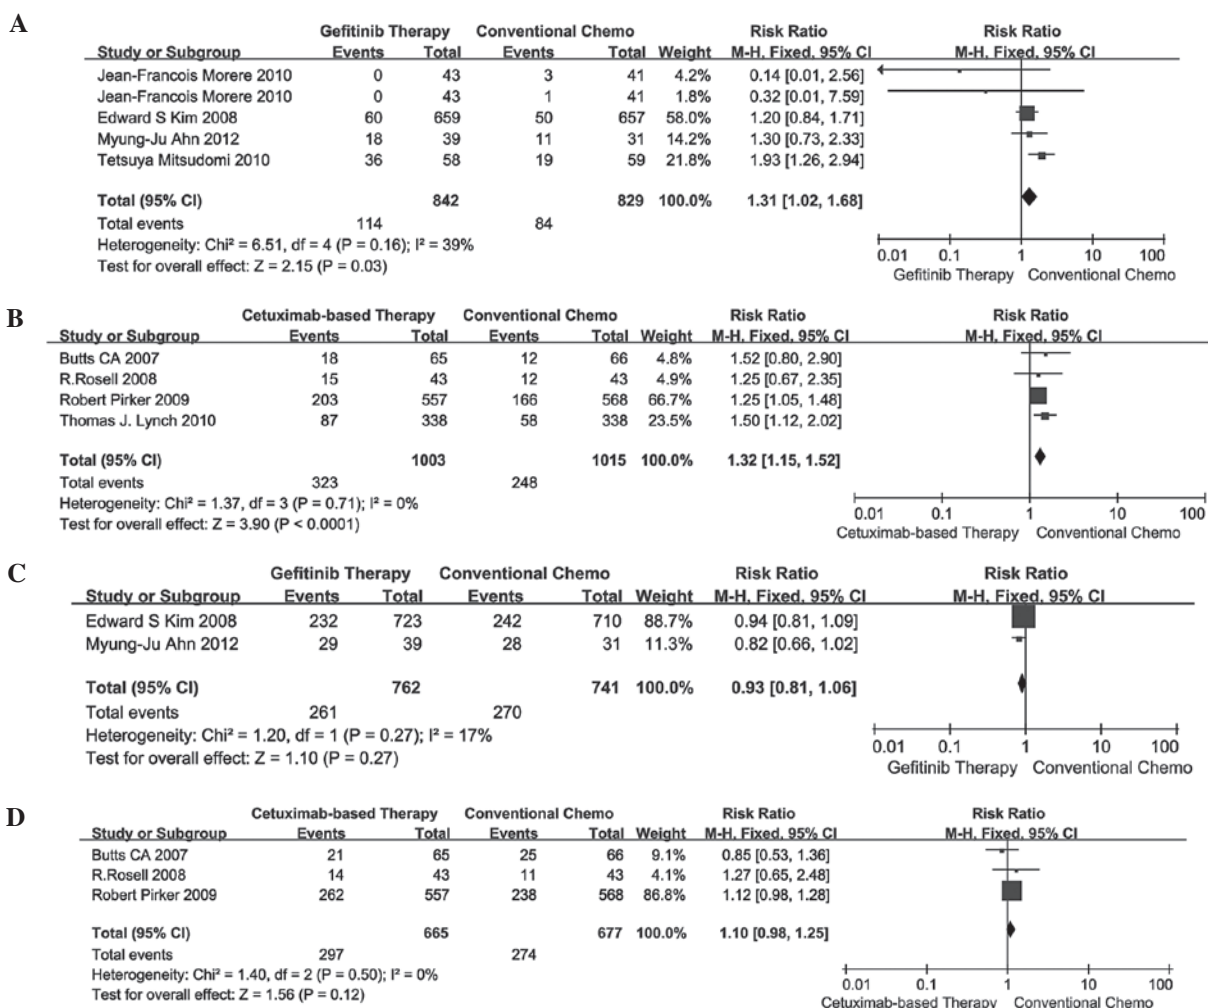 A
Gefitinib Therapy Conventional Chemo Risk Ratio Risk Ratio
Study or Subgroup Events Total Events Total Weight M-H, Fixed, 95% CI M-H, Fixed, 95% CI
Jean-Francois Morere 2010 0 43 3 41 4.2% 0.14 [0.01, 2.56]
Jean-Francois Morere 2010 0 43 1 41 1.8% 0.32 [0.01, 7.59]
Edward S Kim 2008 60 659 50 657 58.0% 1.20 [0.84, 1.71]
Myung-Ju Ahn 2012 18 39 11 31 14.2% 1.30 [0.73, 2.33]
Tetsuya Mitsudomi 2010 36 58 19 59 21.8% 1.93 [1.26, 2.94]
Total (95% CI) 842 829 100.0% 1.31 [1.02, 1.68]
Total events 114 84
Heterogeneity: Chi² = 6.51, df = 4 (P = 0.16); I² = 39%
Test for overall effect: Z = 2.15 (P = 0.03)
0.01 0.1 1 10 100
Gefitinib Therapy Conventional Chemo
B
Cetuximab-based Therapy Conventional Chemo Risk Ratio Risk Ratio
Study or Subgroup Events Total Events Total Weight M-H, Fixed, 95% CI M-H, Fixed, 95% CI
Butts CA 2007 18 65 12 66 4.8% 1.52 [0.80, 2.90]
R.Rosell 2008 15 43 12 43 4.9% 1.25 [0.67, 2.35]
Robert Pirker 2009 203 557 166 568 66.7% 1.25 [1.05, 1.48]
Thomas J. Lynch 2010 87 338 58 338 23.5% 1.50 [1.12, 2.02]
Total (95% CI) 1003 1015 100.0% 1.32 [1.15, 1.52]
Total events 323 248
Heterogeneity: Chi² = 1.37, df = 3 (P = 0.71); I² = 0%
Test for overall effect: Z = 3.90 (P < 0.0001)
0.01 0.1 1 10 100
Cetuximab-based Therapy Conventional Chemo
C
Gefitinib Therapy Conventional Chemo Risk Ratio Risk Ratio
Study or Subgroup Events Total Events Total Weight M-H, Fixed, 95% CI M-H, Fixed, 95% CI
Edward S Kim 2008 232 723 242 710 88.7% 0.94 [0.81, 1.09]
Myung-Ju Ahn 2012 29 39 28 31 11.3% 0.82 [0.66, 1.02]
Total (95% CI) 762 741 100.0% 0.93 [0.81, 1.06]
Total events 261 270
Heterogeneity: Chi² = 1.20, df = 1 (P = 0.27); I² = 17%
Test for overall effect: Z = 1.10 (P = 0.27)
0.01 0.1 1 10 100
Gefitinib Therapy Conventional Chemo
D
Cetuximab-based Therapy Conventional Chemo Risk Ratio Risk Ratio
Study or Subgroup Events Total Events Total Weight M-H, Fixed, 95% CI M-H, Fixed, 95% CI
Butts CA 2007 21 65 25 66 9.1% 0.85 [0.53, 1.36]
R.Rosell 2008 14 43 11 43 4.1% 1.27 [0.65, 2.48]
Robert Pirker 2009 262 557 238 568 86.8% 1.12 [0.98, 1.28]
Total (95% CI) 665 677 100.0% 1.10 [0.98, 1.25]
Total events 297 274
Heterogeneity: Chi² = 1.40, df = 2 (P = 0.50); I² = 0%
Test for overall effect: Z = 1.56 (P = 0.12)
0.01 0.1 1 10 100
Cetuximab-based Therapy Conventional Chemo